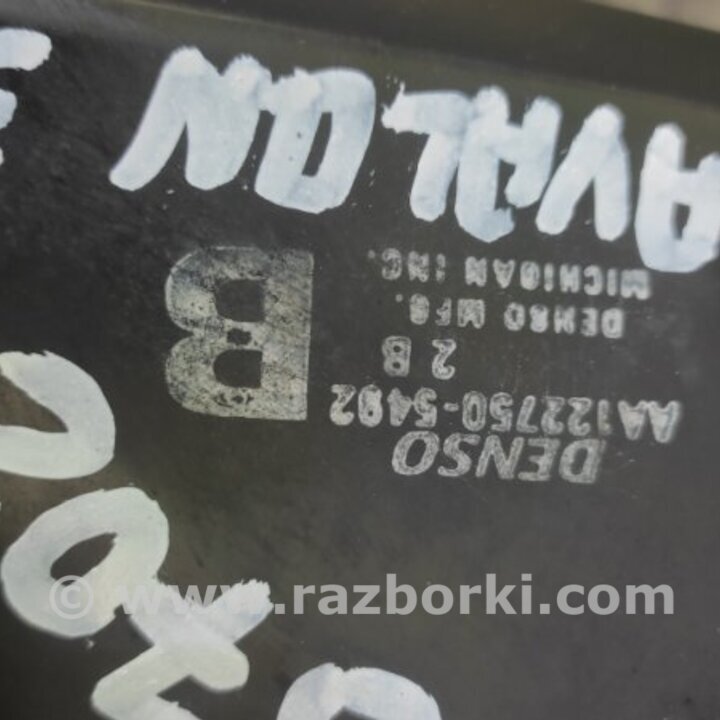 DENSO
AA122750-5492
2 B
DENSO MFG.
MICHIGAN INC.
B
AVALON
© www.razborki.com